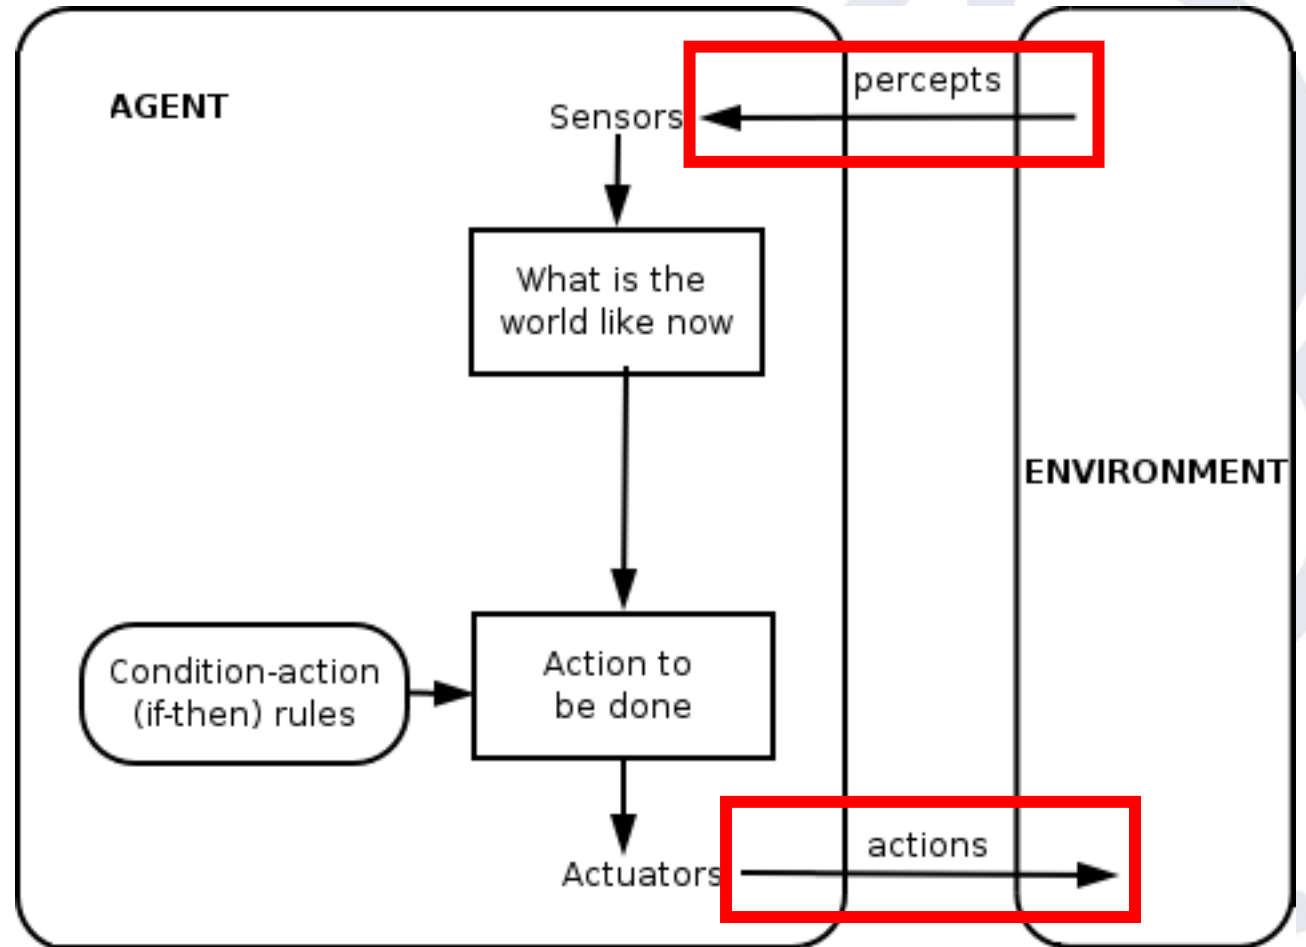 percepts
AGENT
Sensors
What is the
world like now
ENVIRONMENT
Condition-action
(if-then) rules
Action to
be done
actions
Actuators